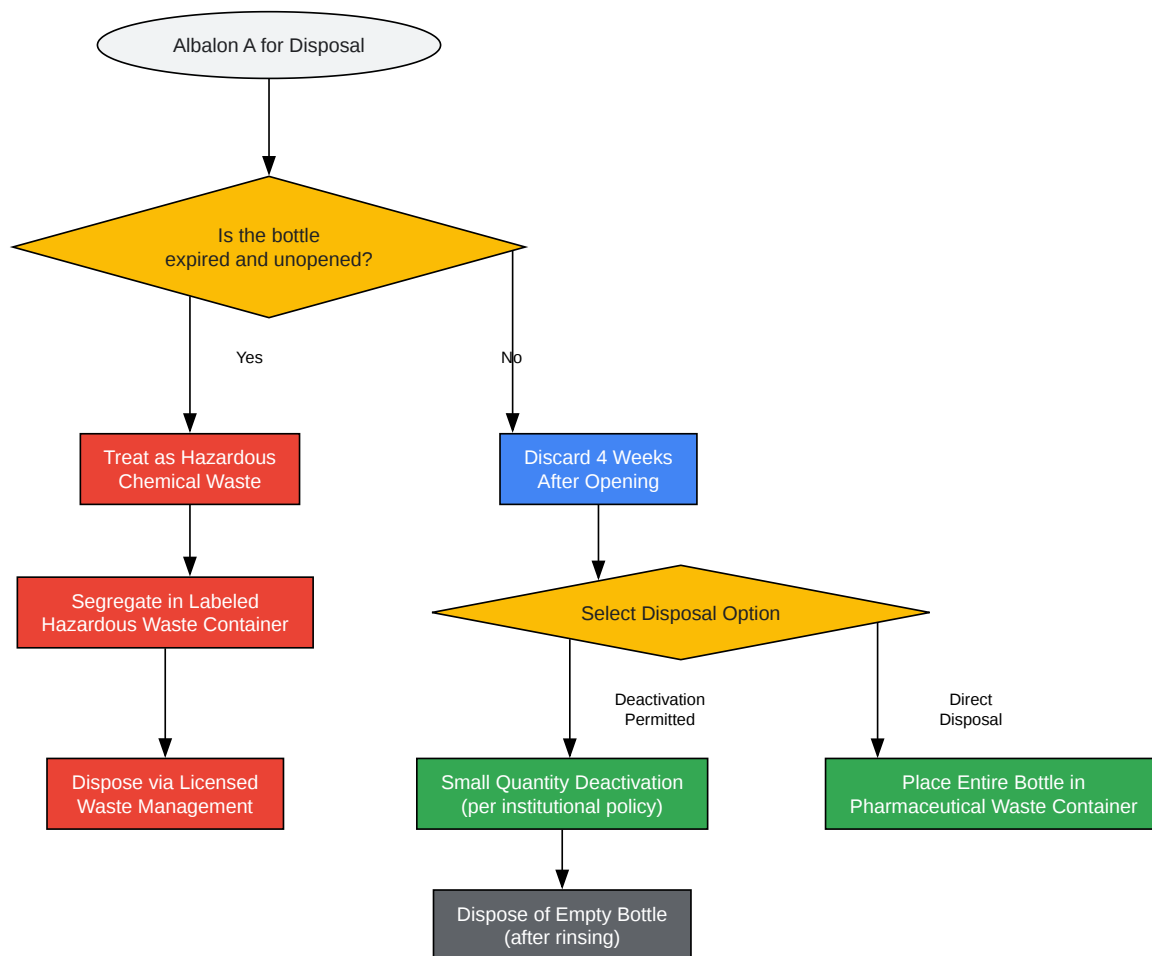 Albalon A for Disposal
Is the bottle
expired and unopened?
Yes
No
Treat as Hazardous
Chemical Waste
Discard 4 Weeks
After Opening
Segregate in Labeled
Hazardous Waste Container
Select Disposal Option
Deactivation
Permitted
Direct
Disposal
Dispose via Licensed
Waste Management
Small Quantity Deactivation
(per institutional policy)
Place Entire Bottle in
Pharmaceutical Waste Container
Dispose of Empty Bottle
(after rinsing)